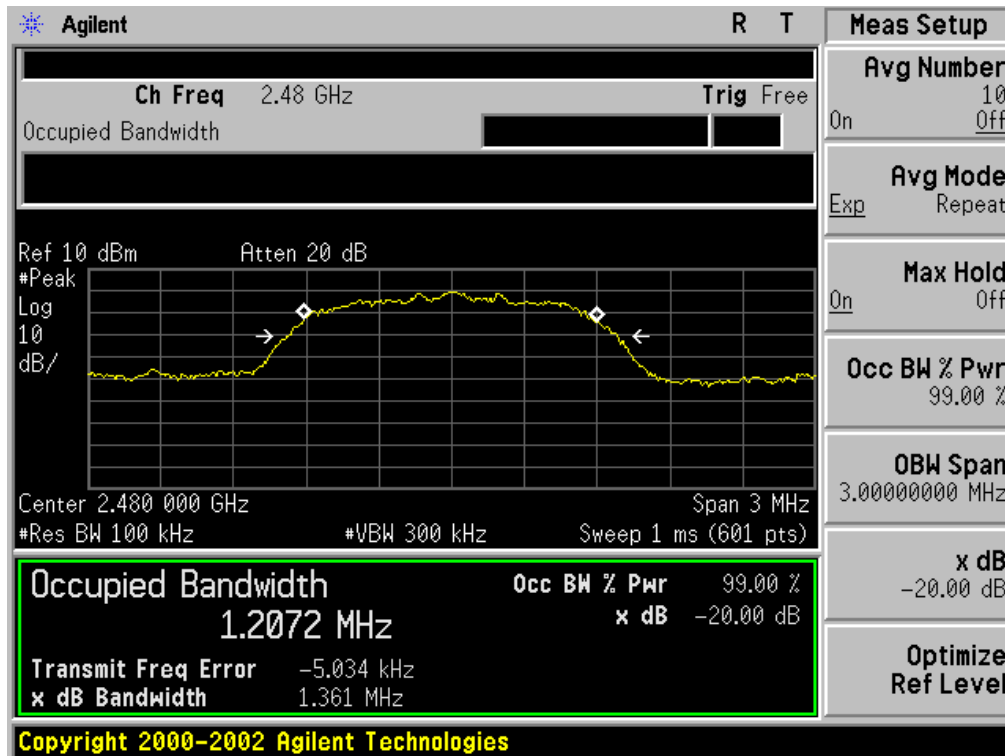 Agilent R T
Ch Freq 2.48 GHz Trig Free
Occupied Bandwidth
Ref 10 dBm Atten 20 dB
#Peak
Log
10
dB/
Center 2.480 000 GHz Span 3 MHz
#Res BW 100 kHz #VBW 300 kHz Sweep 1 ms (601 pts)
Occupied Bandwidth
1.2072 MHz
Occ BW % Pwr 99.00 %
x dB -20.00 dB
Transmit Freq Error -5.034 kHz
x dB Bandwidth 1.361 MHz
Copyright 2000-2002 Agilent Technologies
Meas Setup
Avg Number
10
On Off
Avg Mode
Exp Repeat
Max Hold
On Off
Occ BW % Pwr
99.00 %
OBW Span
3.00000000 MHz
x dB
-20.00 dB
Optimize
Ref Level